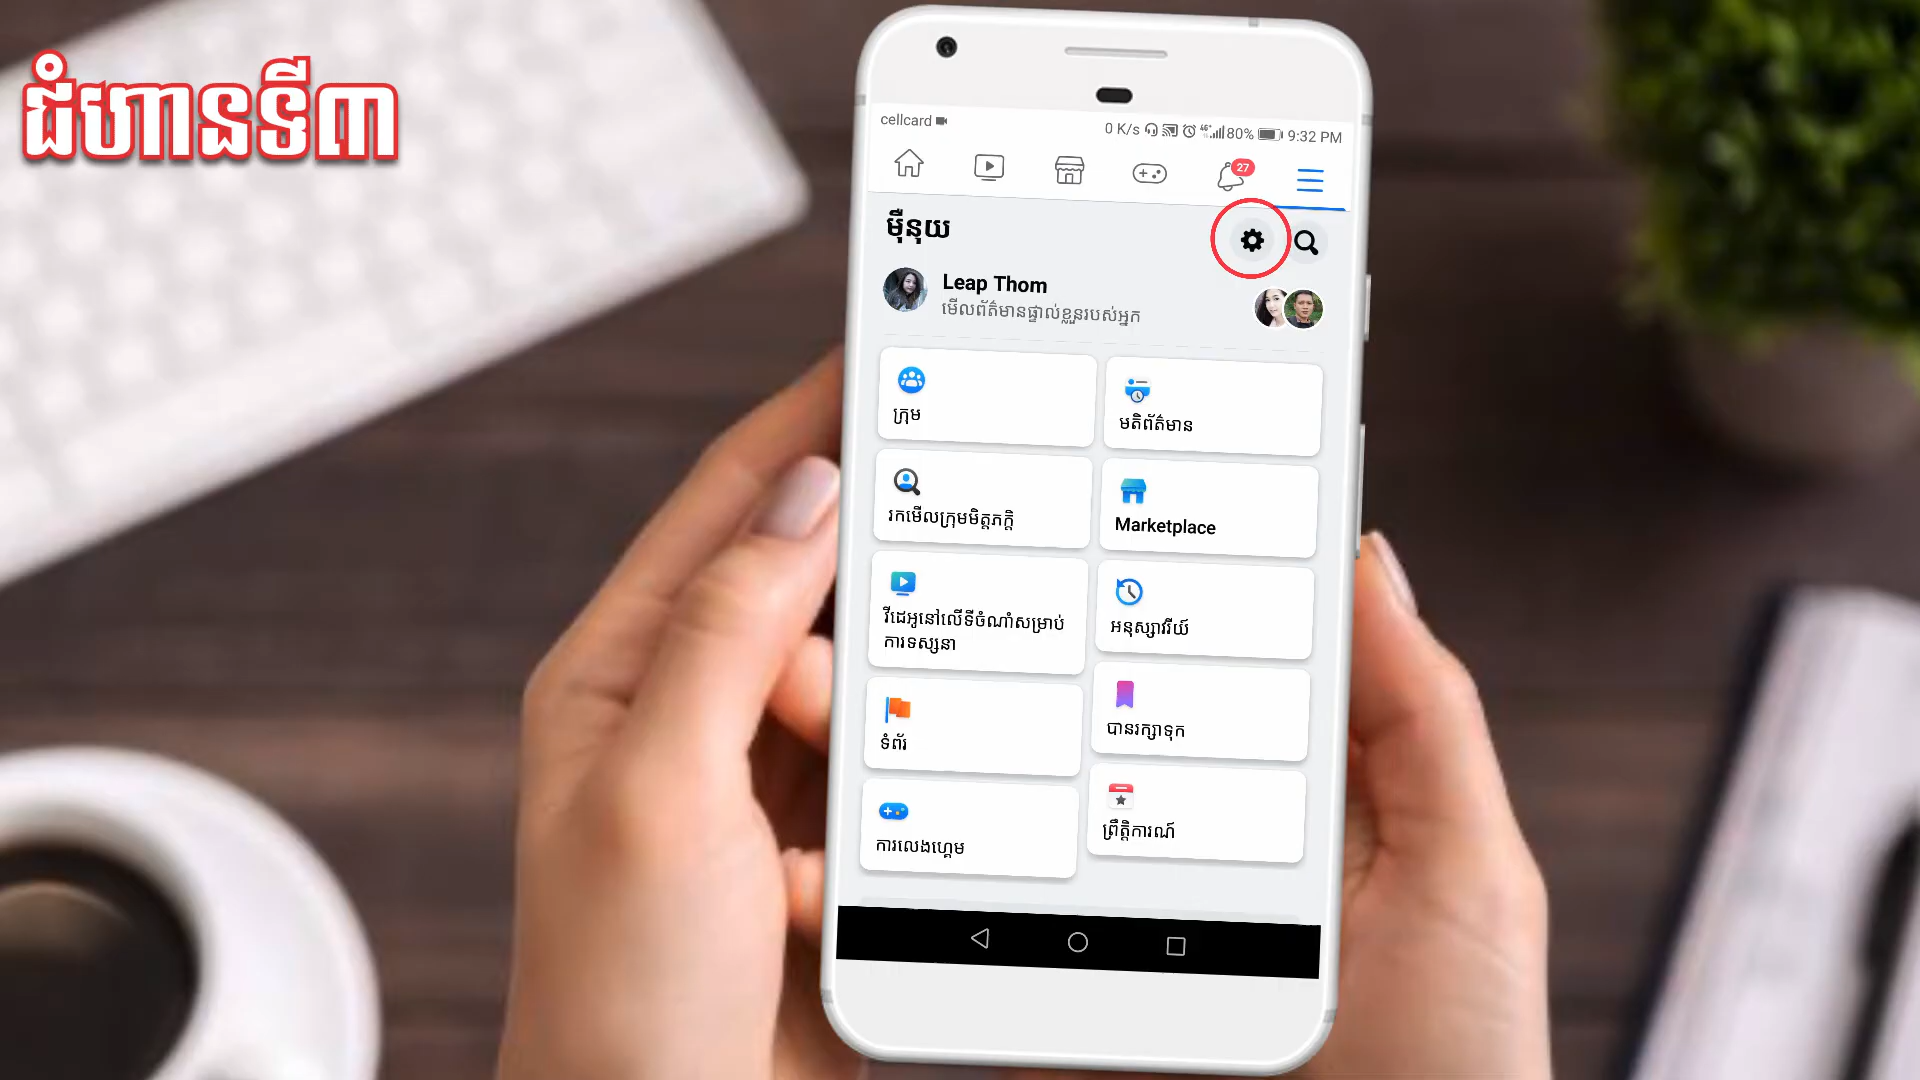 ជំហានទី៣
cellcard
0 K/s 80% 9:32 PM
27
ម៉ឺនុយ
Leap Thom
មើលព័ត៌មានផ្ទាល់ខ្លួនរបស់អ្នក
ក្រុម
មតិព័ត៌មាន
រកមើលក្រុមមិត្តភក្តិ
Marketplace
វីដេអូនៅលើទីចំណាំសម្រាប់
ការទស្សនា
អនុស្សាវរីយ៍
ទំព័រ
បានរក្សាទុក
ការលេងហ្គេម
ព្រឹត្តិការណ៍